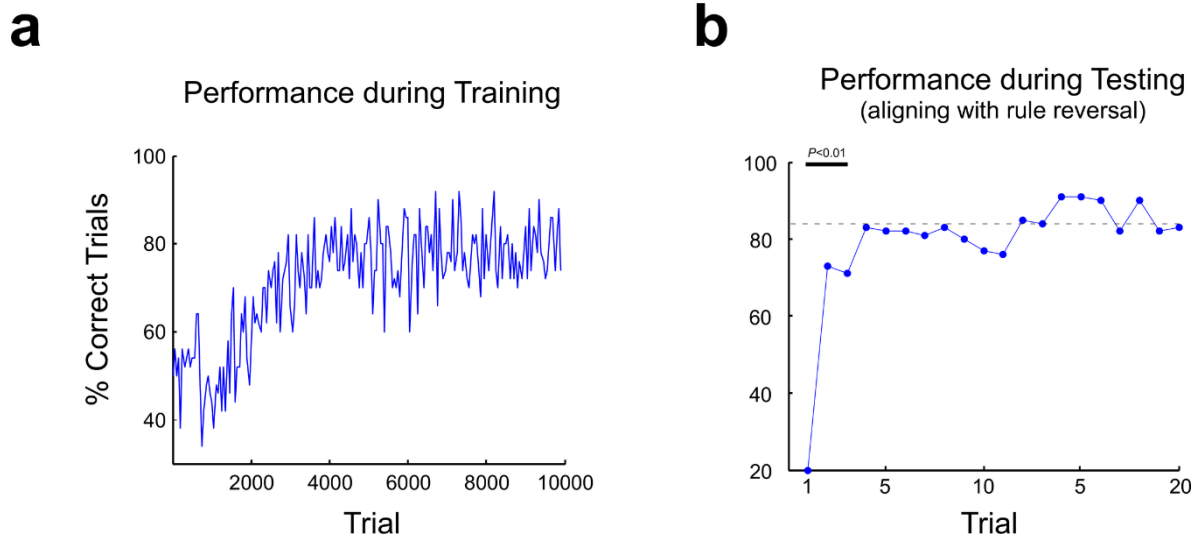 a
Performance during Training
% Correct Trials
100
80
60
40
2000
4000
6000
8000
10000
Trial
b
Performance during Testing
(aligning with rule reversal)
P<0.01
100
80
60
40
20
1
5
10
5
20
Trial